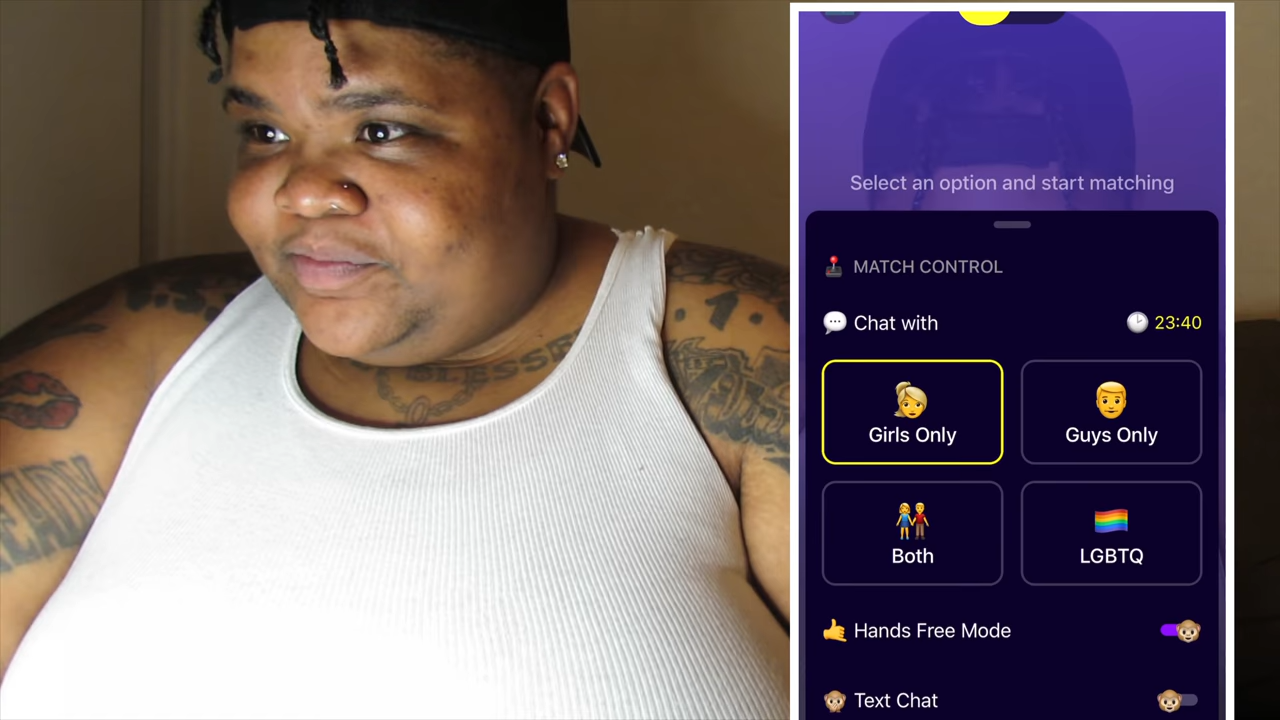 Select an option and start matching
MATCH CONTROL
Chat with
23:40
Girls Only
Guys Only
Both
LGBTQ
Hands Free Mode
Text Chat